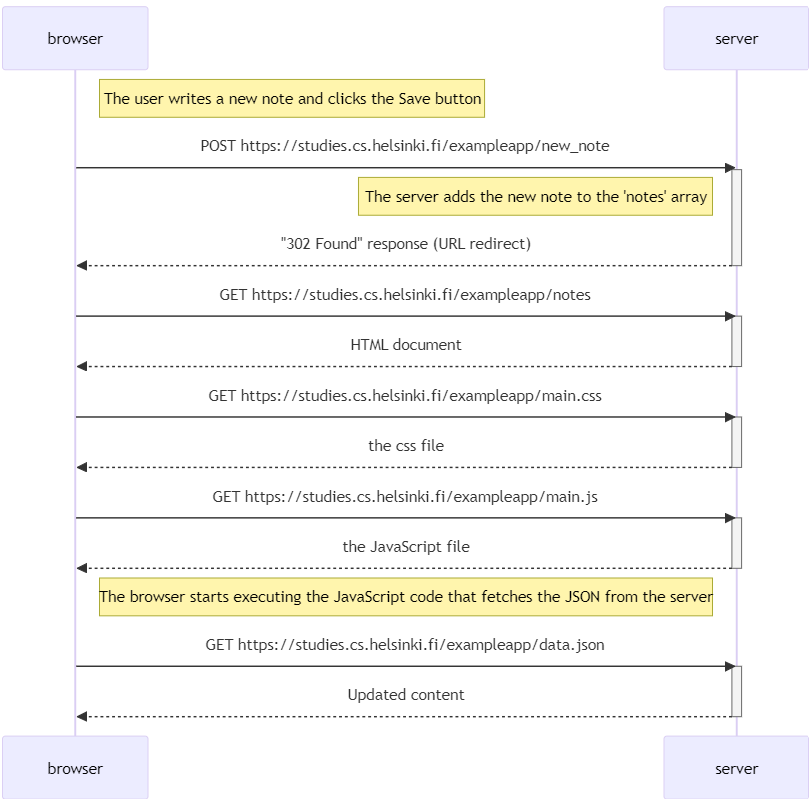 browser
server
The user writes a new note and clicks the Save button
POST https://studies.cs.helsinki.fi/exampleapp/new_note
The server adds the new note to the 'notes' array
"302 Found" response (URL redirect)
GET https://studies.cs.helsinki.fi/exampleapp/notes
HTML document
GET https://studies.cs.helsinki.fi/exampleapp/main.css
the css file
GET https://studies.cs.helsinki.fi/exampleapp/main.js
the JavaScript file
The browser starts executing the JavaScript code that fetches the JSON from the server
GET https://studies.cs.helsinki.fi/exampleapp/data.json
Updated content
browser
server